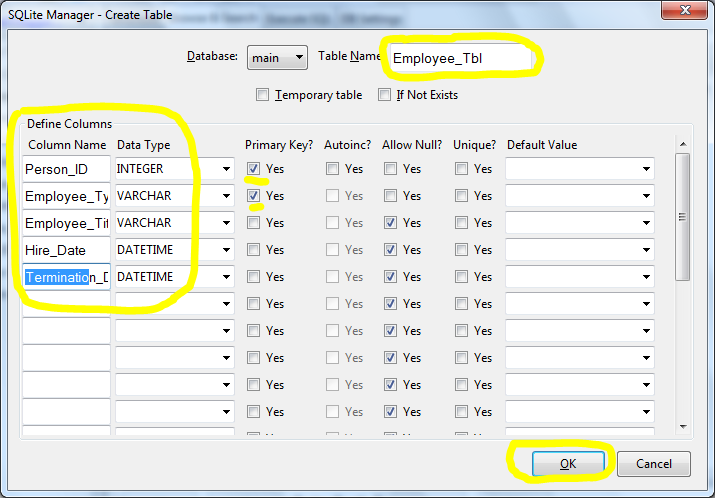 SQLite Manager - Create Table
Database: main Table Name Employee_Tbl
Temporary table If Not Exists
Define Columns
Column Name Data Type Primary Key? Autoinc? Allow Null? Unique? Default Value
Person_ID INTEGER Yes Yes Yes Yes
Employee_Ty VARCHAR Yes Yes Yes Yes
Employee_Tit VARCHAR Yes Yes Yes Yes
Hire_Date DATETIME Yes Yes Yes Yes
Termination_D DATETIME Yes Yes Yes Yes
Yes Yes Yes Yes
Yes Yes Yes Yes
Yes Yes Yes Yes
Yes Yes Yes Yes
Yes Yes Yes Yes
OK Cancel